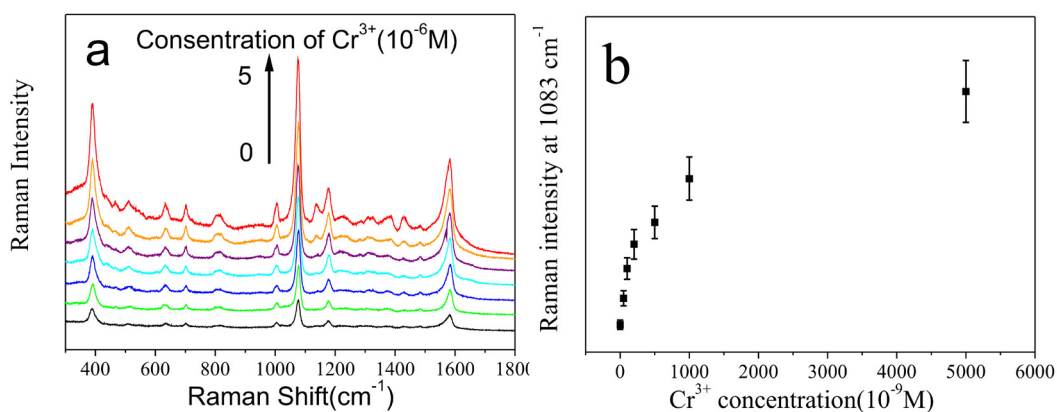 a
Consentration of Cr³⁺(10⁻⁶M)
5
0
Raman Intensity
400 600 800 1000 1200 1400 1600 1800
Raman Shift(cm⁻¹)
b
Raman intensity at 1083 cm⁻¹
0 1000 2000 3000 4000 5000 6000
Cr³⁺ concentration(10⁻⁹M)